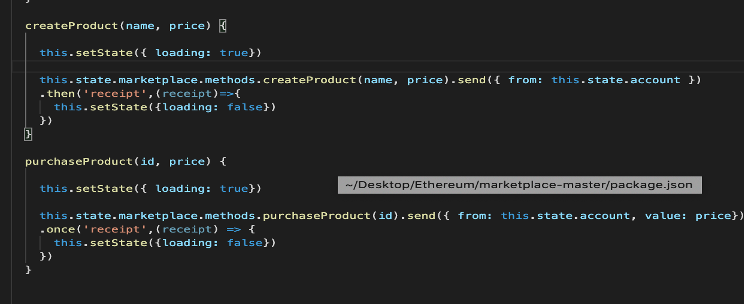 }
createProduct(name, price) {
this.setState({ loading: true})
this.state.marketplace.methods.createProduct(name, price).send({ from: this.state.account })
.then('receipt',(receipt)=>{
this.setState({loading: false})
})
}
purchaseProduct(id, price) {
this.setState({ loading: true})
~/Desktop/Ethereum/marketplace-master/package.json
this.state.marketplace.methods.purchaseProduct(id).send({ from: this.state.account, value: price})
.once('receipt',(receipt) => {
this.setState({loading: false})
})
}